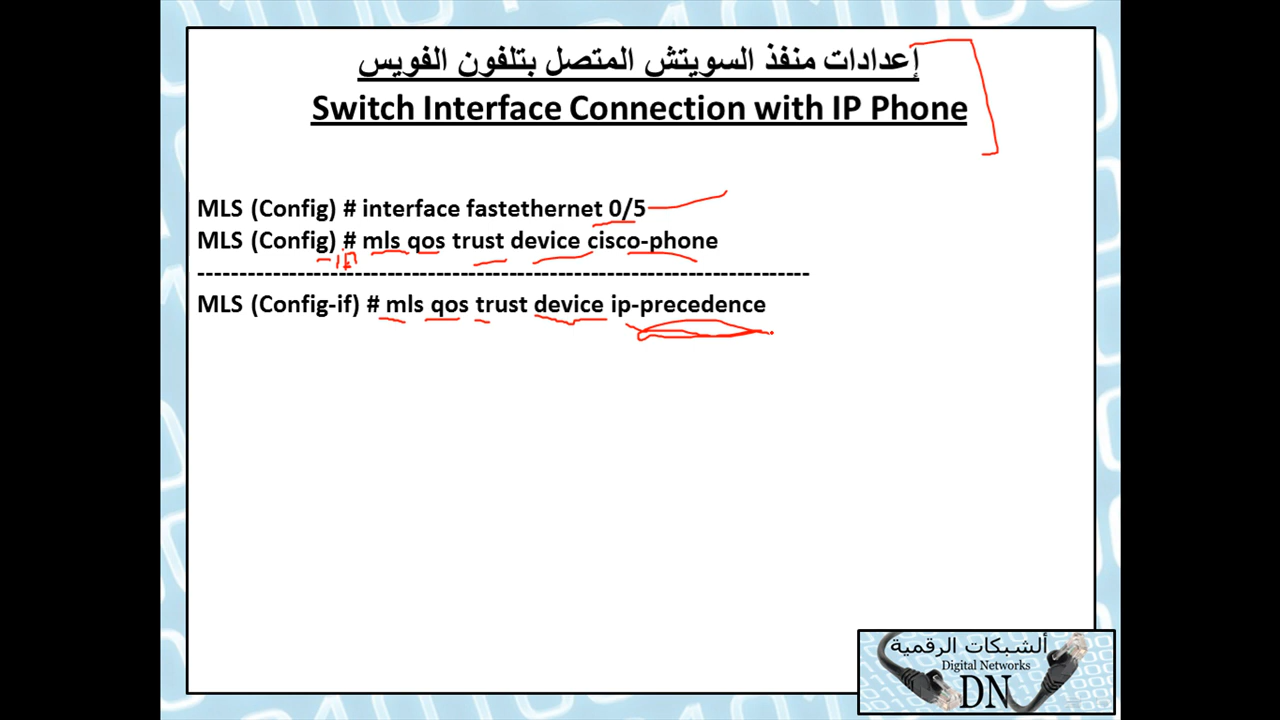 إعدادات منفذ السويتش المتصل بتلفون الفويس
Switch Interface Connection with IP Phone
MLS (Config) # interface fastethernet 0/5
MLS (Config) # mls qos trust device cisco-phone
-if
--------------------------------------------------------------------------
MLS (Config-if) # mls qos trust device ip-precedence
ألشبكات الرقمية
Digital Networks
DN